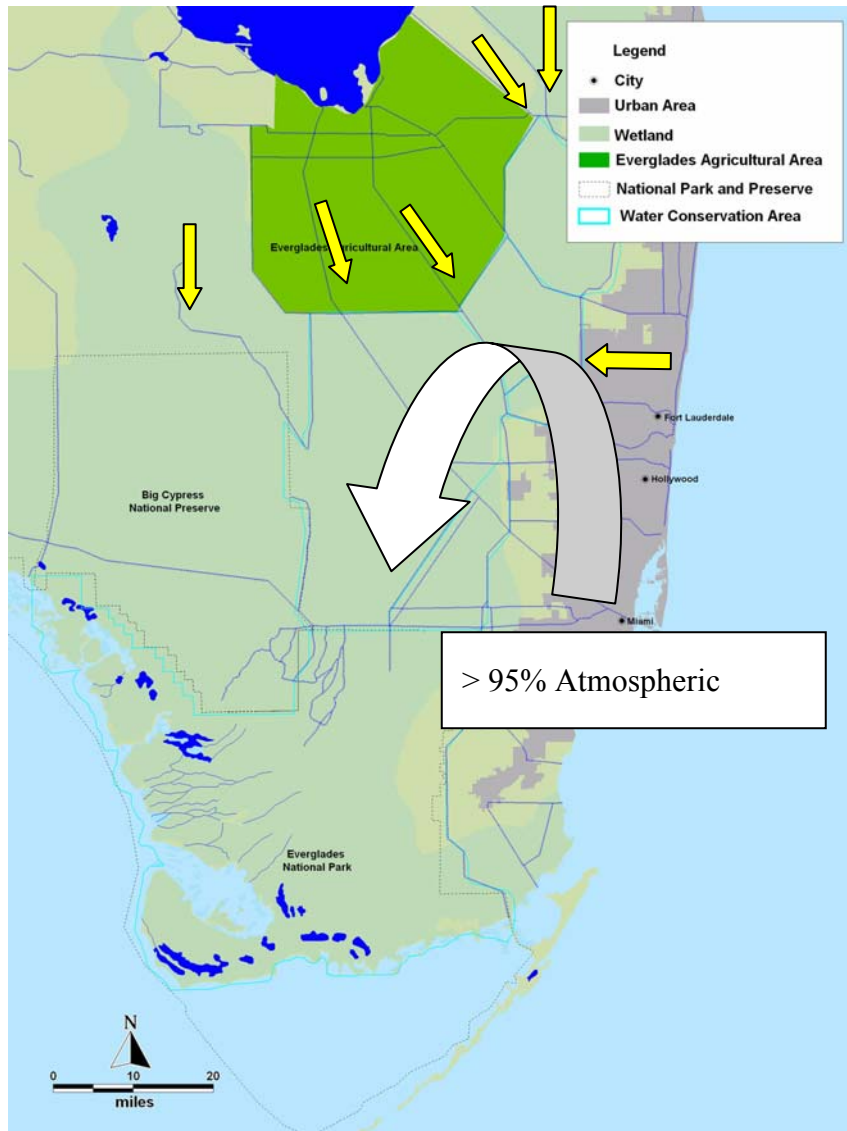 Legend
City
Urban Area
Wetland
Everglades Agricultural Area
National Park and Preserve
Water Conservation Area
Everglades Agricultural Area
Fort Lauderdale
Hollywood
Big Cypress
National Preserve
Miami
> 95% Atmospheric
Everglades
National Park
N
0 10 20
miles